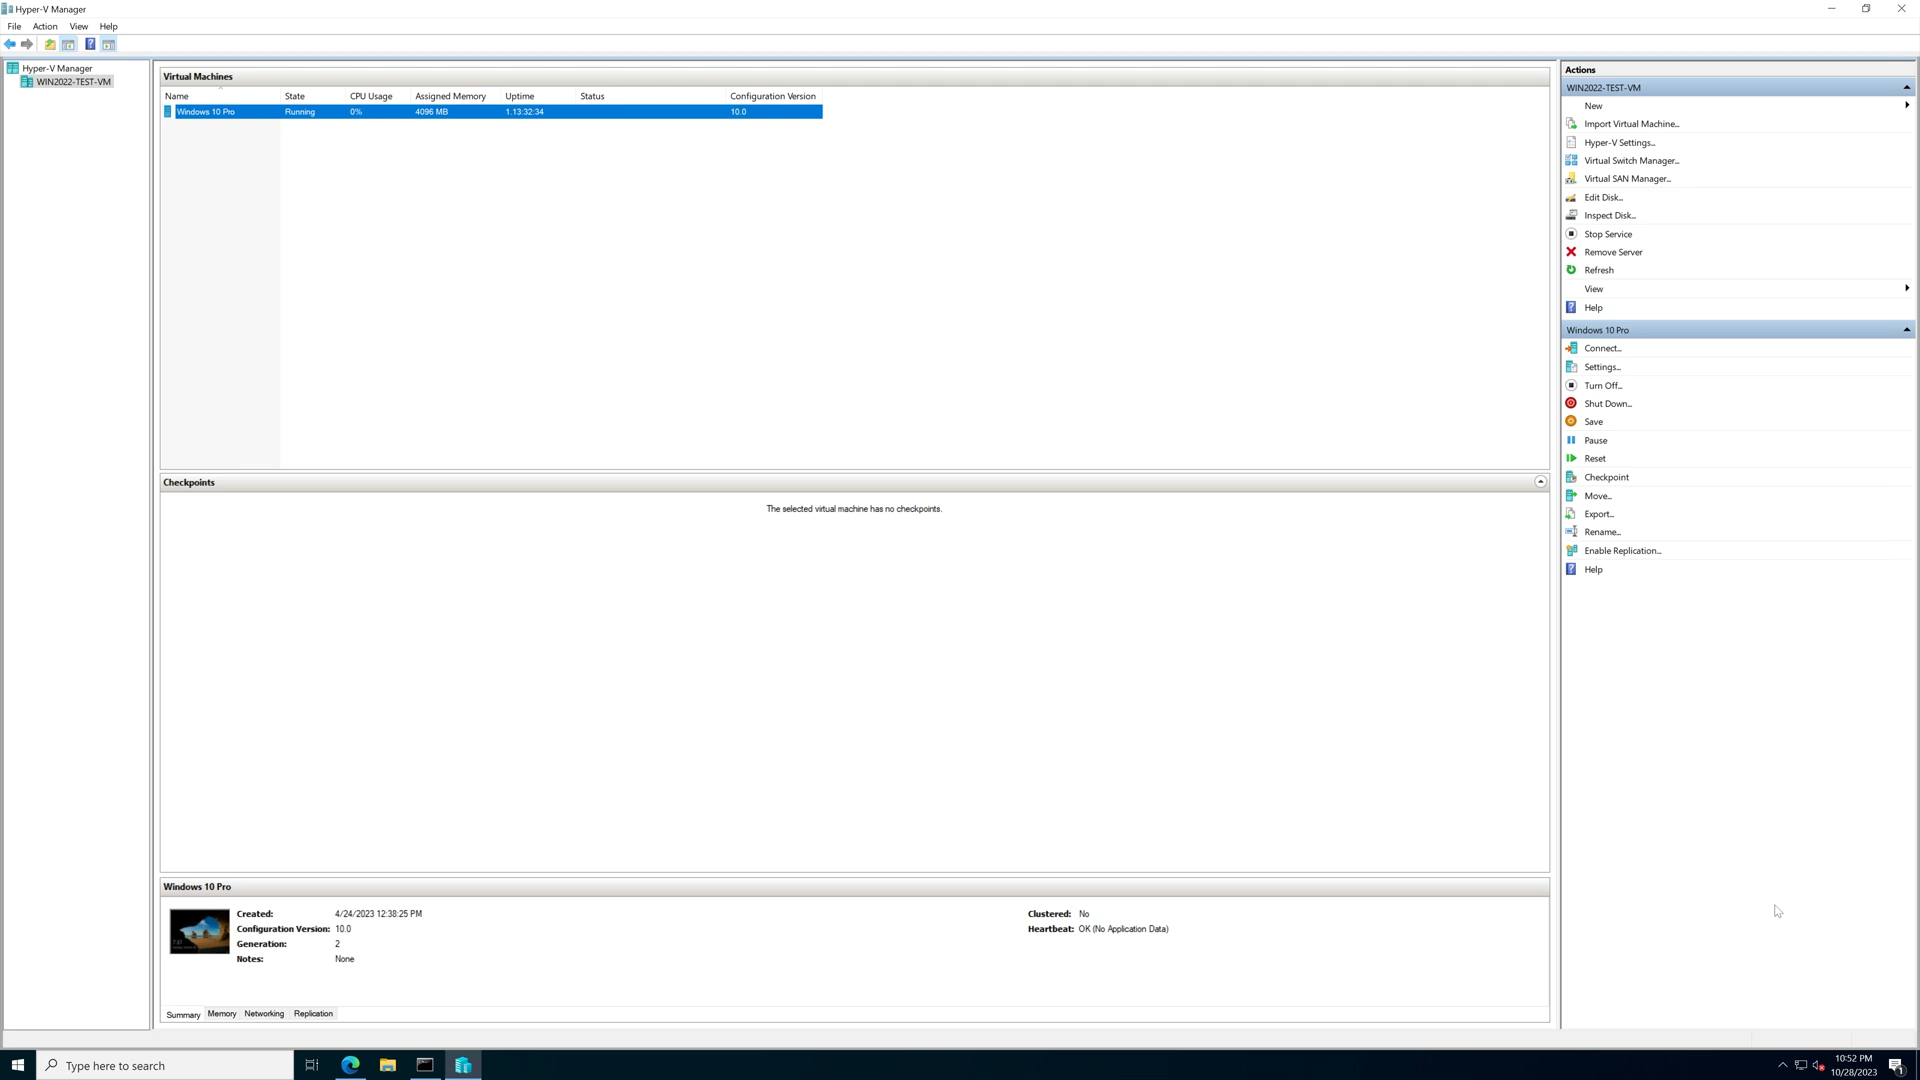 Hyper-V Manager
File Action View Help
Hyper-V Manager
WIN2022-TEST-VM
Virtual Machines
Name State CPU Usage Assigned Memory Uptime Status Configuration Version
Windows 10 Pro Running 0% 4096 MB 1.13:32:34 10.0
Checkpoints
The selected virtual machine has no checkpoints.
Windows 10 Pro
Created: 4/24/2023 12:38:25 PM
Configuration Version: 10.0
Generation: 2
Notes: None
Clustered: No
Heartbeat: OK (No Application Data)
Summary Memory Networking Replication
Actions
WIN2022-TEST-VM
New
Import Virtual Machine...
Hyper-V Settings...
Virtual Switch Manager...
Virtual SAN Manager...
Edit Disk...
Inspect Disk...
Stop Service
Remove Server
Refresh
View
Help
Windows 10 Pro
Connect...
Settings...
Turn Off...
Shut Down...
Save
Pause
Reset
Checkpoint
Move...
Export...
Rename...
Enable Replication...
Help
Type here to search
10:52 PM
10/28/2023
1